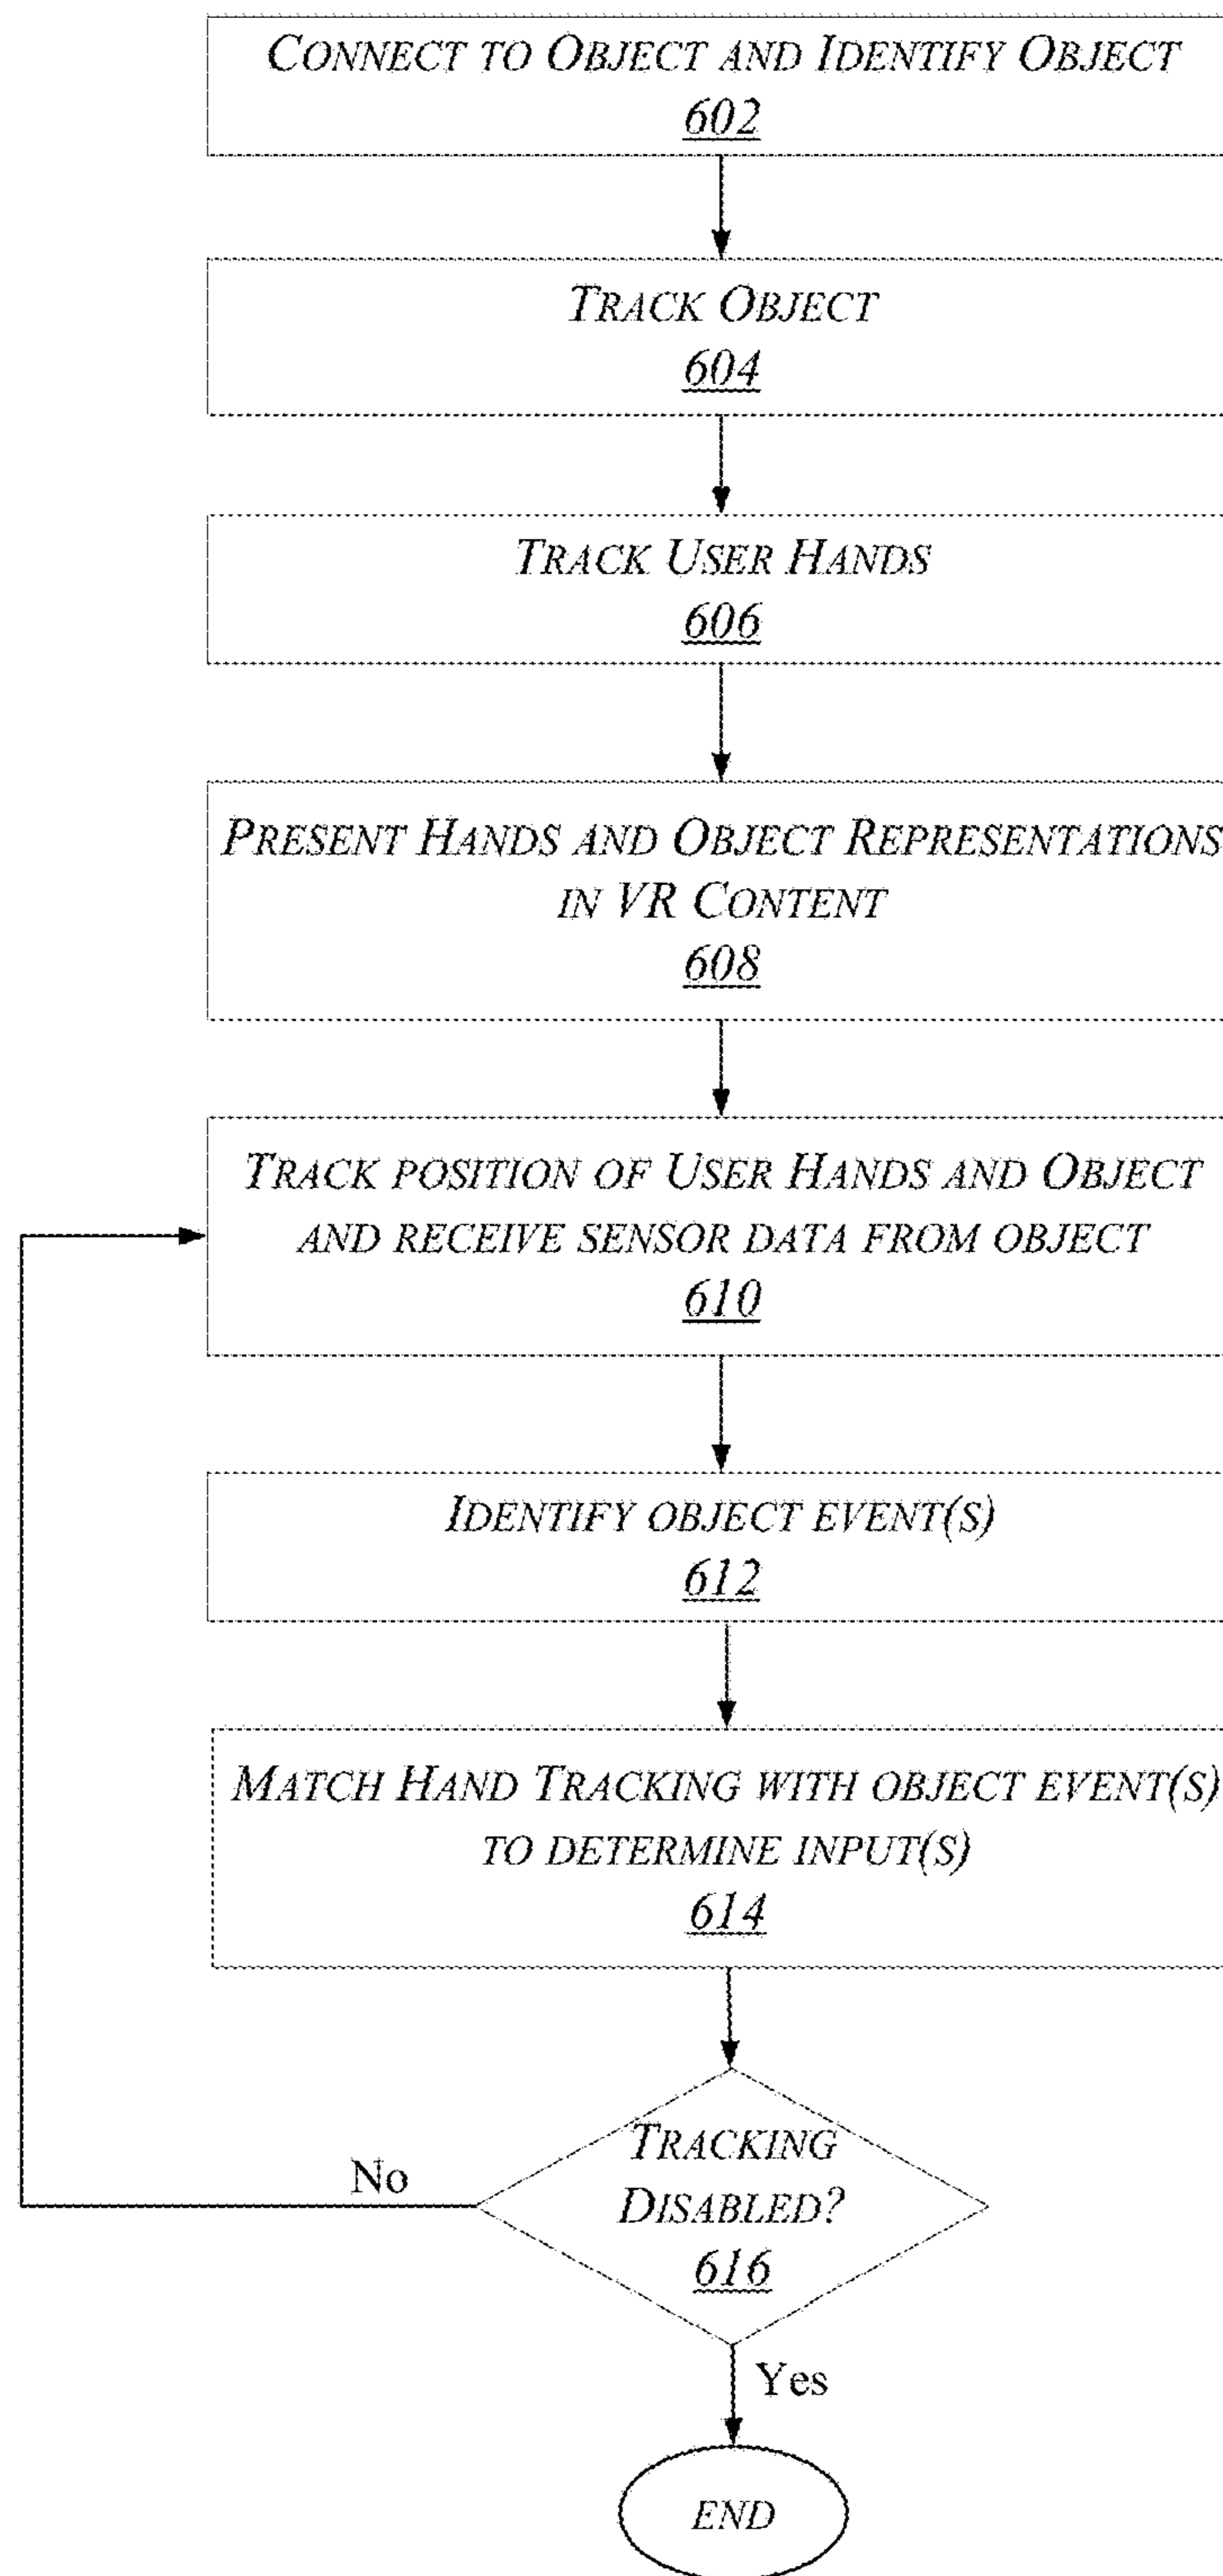 CONNECT TO OBJECT AND IDENTIFY OBJECT
602
TRACK OBJECT
604
TRACK USER HANDS
606
PRESENT HANDS AND OBJECT REPRESENTATIONS
IN VR CONTENT
608
TRACK POSITION OF USER HANDS AND OBJECT
AND RECEIVE SENSOR DATA FROM OBJECT
610
IDENTIFY OBJECT EVENT(S)
612
MATCH HAND TRACKING WITH OBJECT EVENT(S)
TO DETERMINE INPUT(S)
614
TRACKING
DISABLED?
616
No
Yes
END